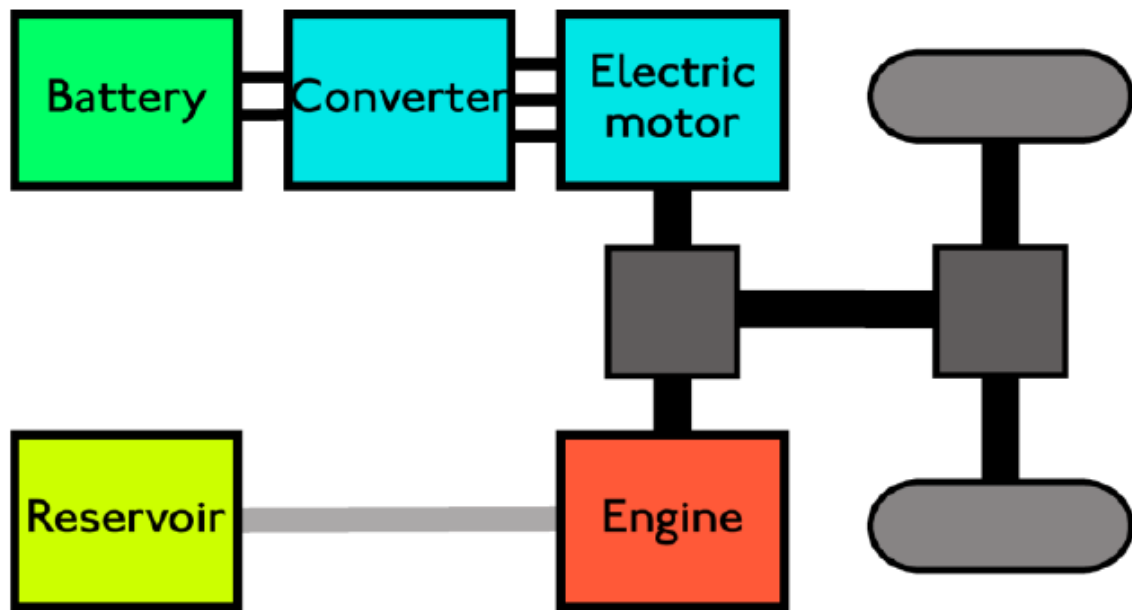 Battery
Converter
Electric
motor
Reservoir
Engine